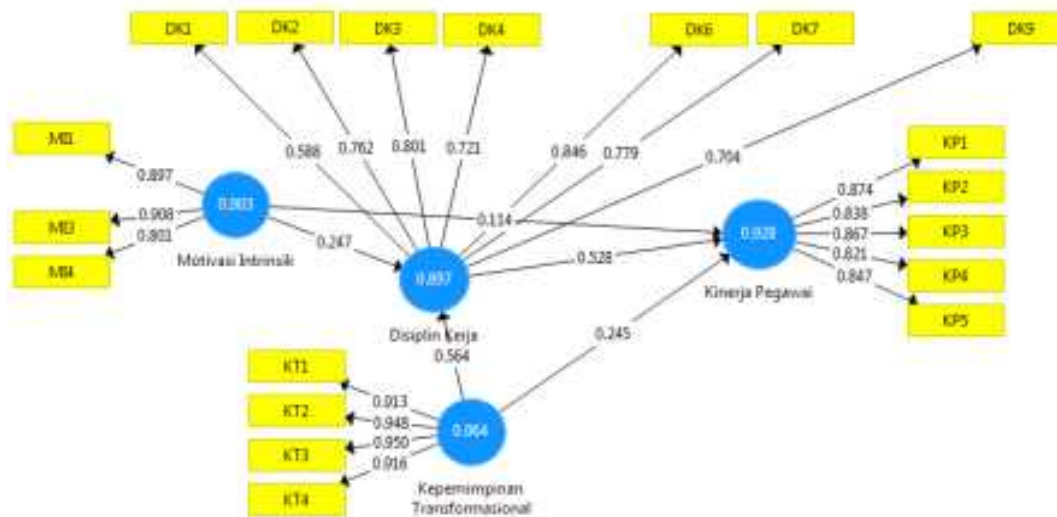 DK1
DK2
DK3
DK4
DK6
DK7
DK9
MI1
MI3
MI4
0.897
0.908
0.801
0.903
Motivasi Intrinsik
0.588
0.762
0.801
0.721
0.846
0.779
0.704
0.247
0.114
0.528
0.897
Disiplin Kerja
0.564
0.245
0.928
Kinerja Pegawai
0.874
0.838
0.867
0.821
0.847
KP1
KP2
KP3
KP4
KP5
KT1
KT2
KT3
KT4
0.913
0.948
0.950
0.916
0.964
Kepemimpinan
Transformasional